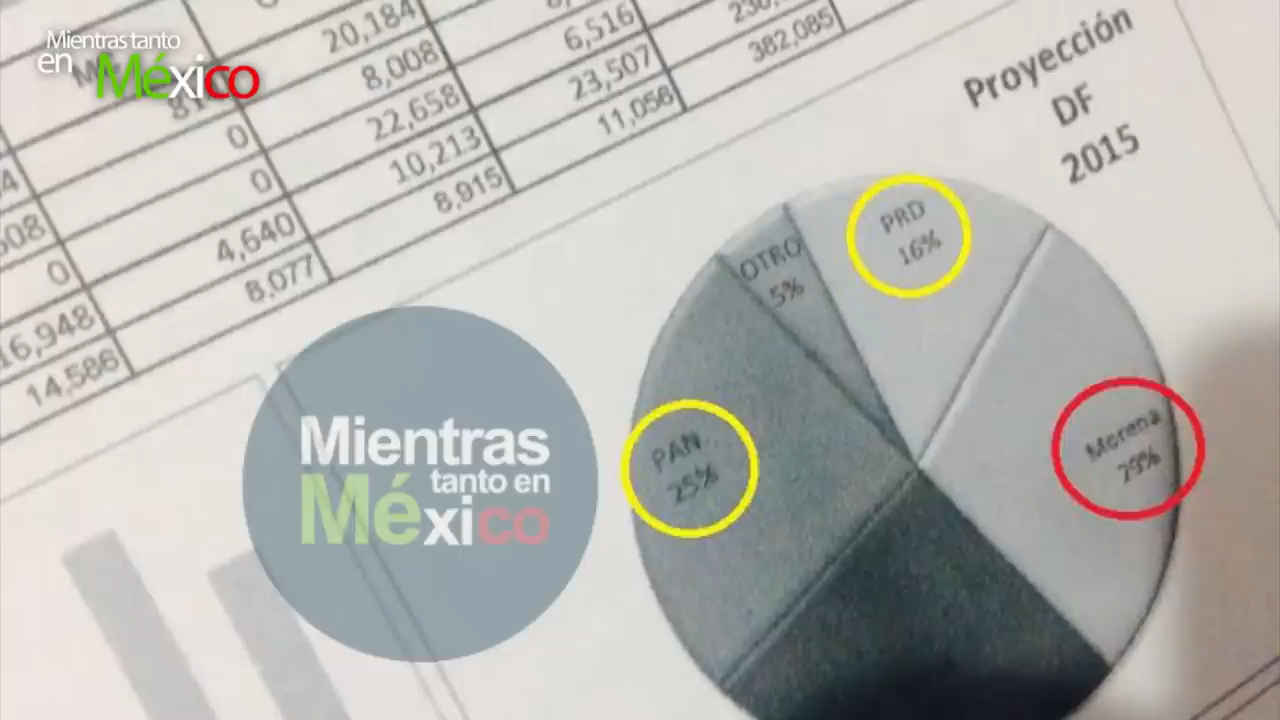 Mientras tanto
en México
20,184
8,008
22,658
10,213
8,915
6,516
23,507
11,056
382,085
0
0
4,640
8,077
0
16,948
14,586
Proyección
DF
2015
PRD
16%
OTRO
5%
PAN
25%
Morena
29%
Mientras
tanto en
México